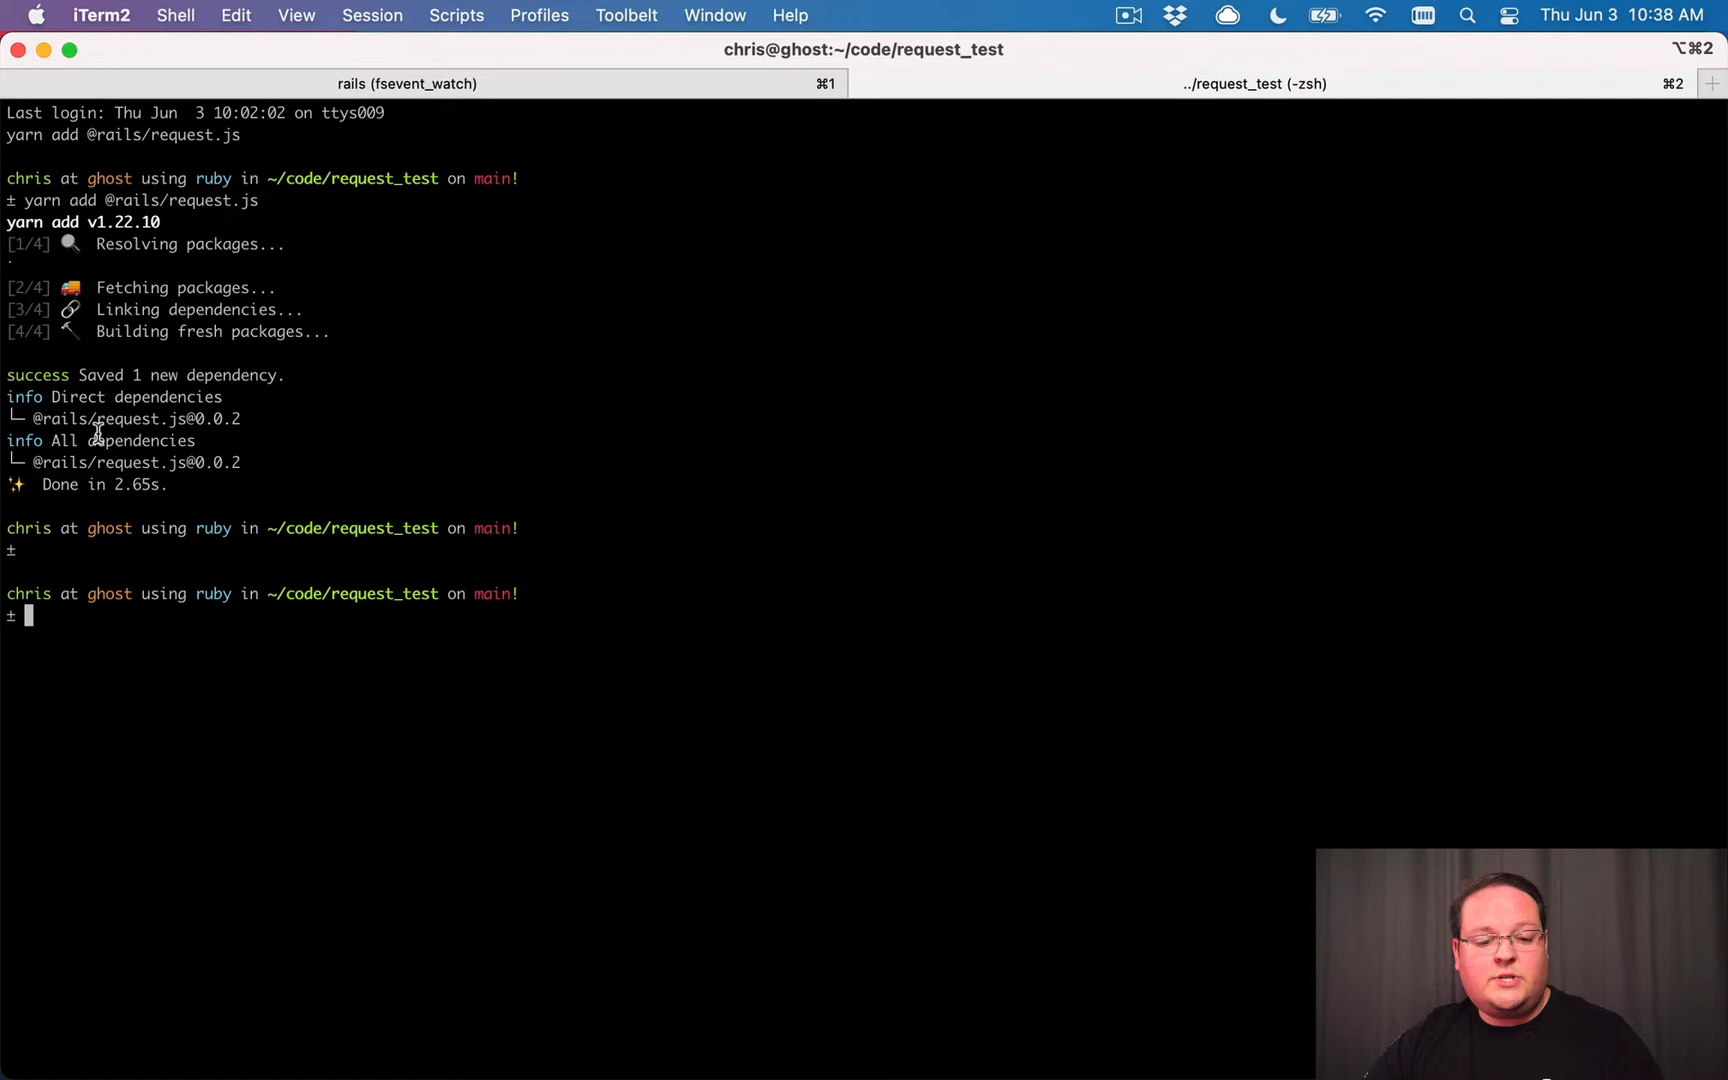 iTerm2 Shell Edit View Session Scripts Profiles Toolbelt Window Help Thu Jun 3 10:38 AM
chris@ghost:~/code/request_test ⌥⌘2
rails (fsevent_watch) ⌘1 ../request_test (-zsh) ⌘2
Last login: Thu Jun  3 10:02:02 on ttys009
yarn add @rails/request.js
chris at ghost using ruby in ~/code/request_test on main!
± yarn add @rails/request.js
yarn add v1.22.10
[1/4] 🔍 Resolving packages...
[2/4] 🚚 Fetching packages...
[3/4] 🔗 Linking dependencies...
[4/4] 🔨 Building fresh packages...
success Saved 1 new dependency.
info Direct dependencies
└─ @rails/request.js@0.0.2
info All dependencies
└─ @rails/request.js@0.0.2
✨ Done in 2.65s.
chris at ghost using ruby in ~/code/request_test on main!
±
chris at ghost using ruby in ~/code/request_test on main!
±